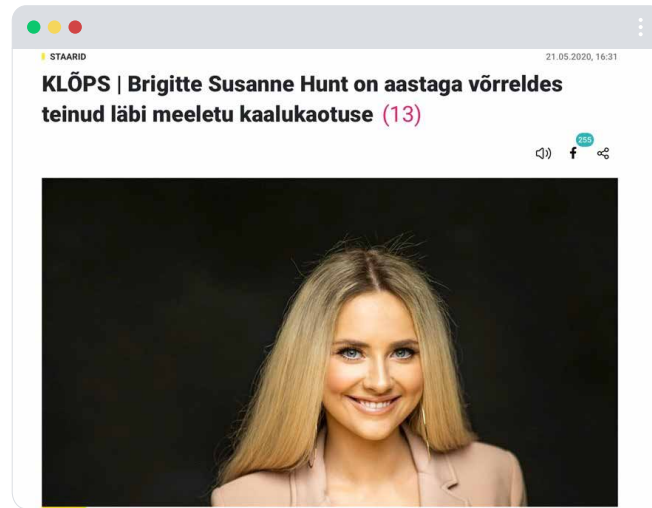 STAARID
21.05.2020, 16:31
KLÕPS | Brigitte Susanne Hunt on aastaga võrreldes
teinud läbi meeletu kaalukaotuse (13)
255
f